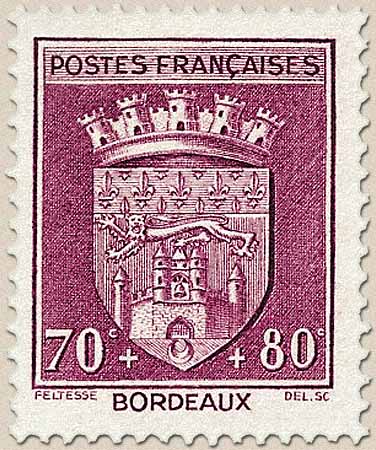 POSTES FRANÇAISES
70c + + 80c
FELTESSE BORDEAUX DEL. SC